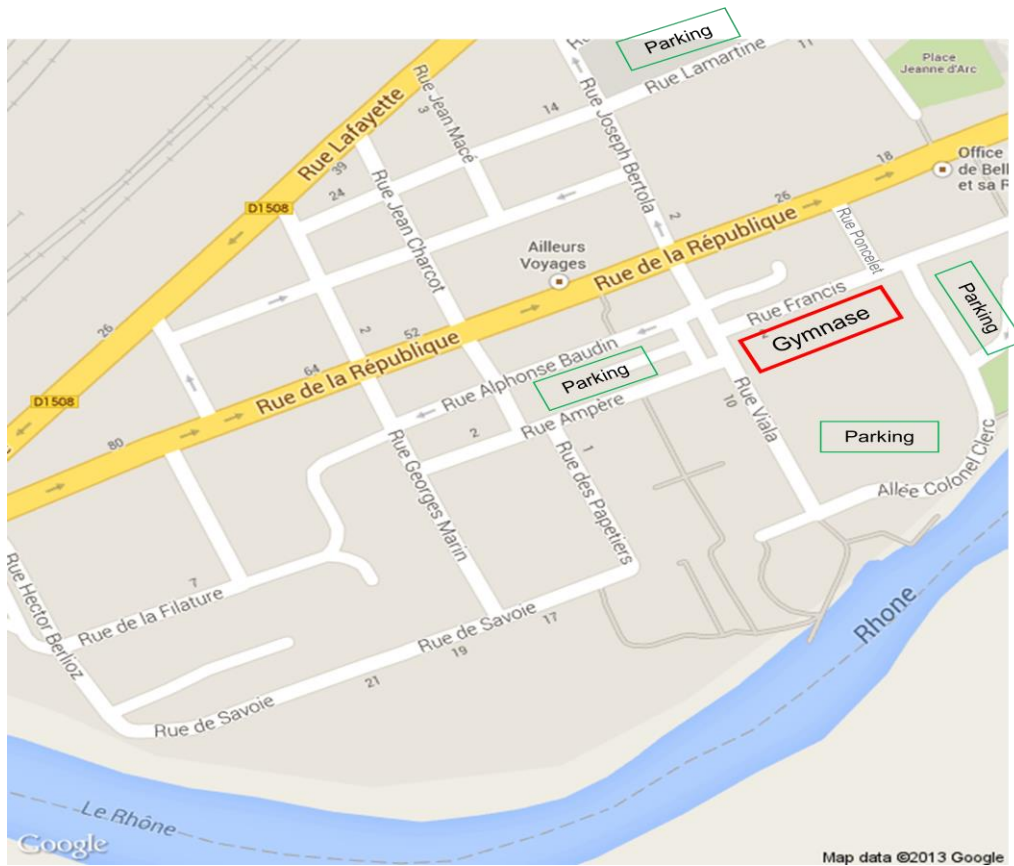 Parking
Rue Lamartine
11
Place
Jeanne d'Arc
Rue Lafayette
Rue Jean Macé
3
14
Rue Joseph Bertola
39
24
18
Office
de Bell
et sa R
D1508
Rue Jean Charcot
2
26
Rue Poncelet
Ailleurs
Voyages
Rue de la République
Rue Francis
Parking
26
2
52
64
Rue de la République
Gymnase
D1508
Rue Alphonse Baudin
Parking
Rue Ampère
10
Rue Viala
80
2
1
Parking
Rue Georges Marin
Rue des Papetiers
Allée Colonel Clerc
Rue Hector Berlioz
7
Rue de la Filature
Rue de Savoie
17
19
21
Rue de Savoie
Rhone
Le Rhône
Google
Map data ©2013 Google